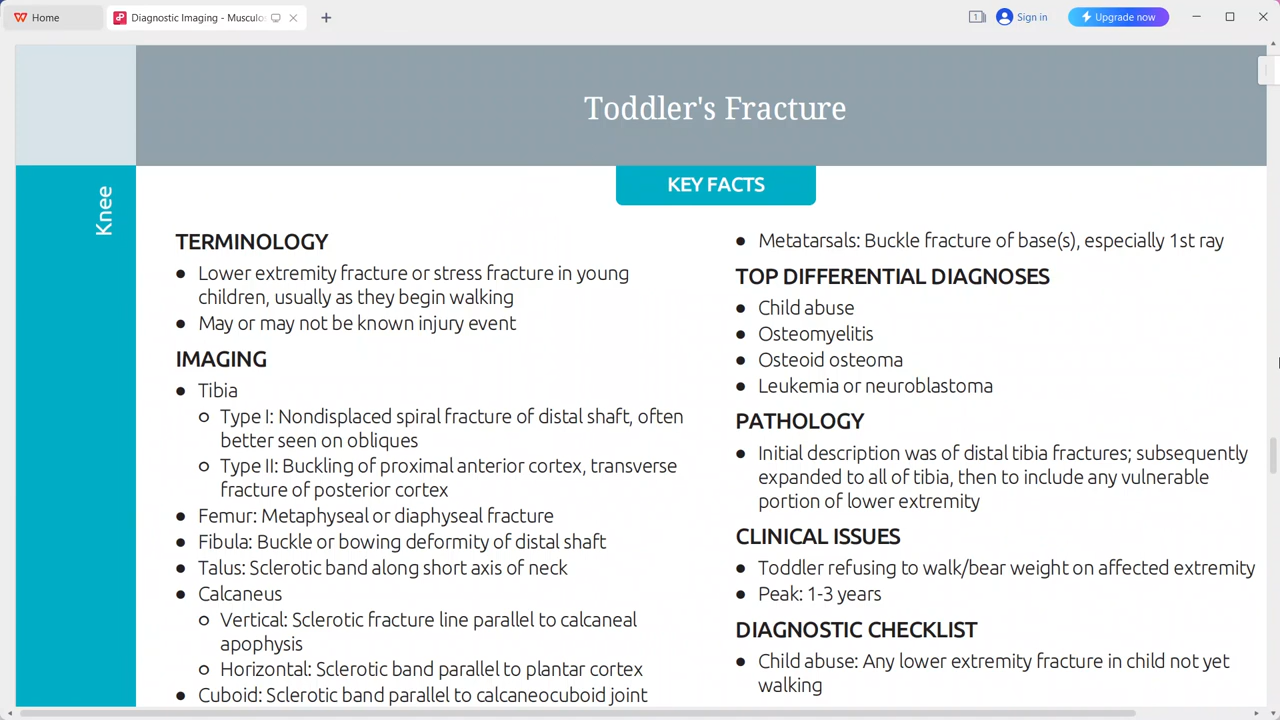 Home
Diagnostic Imaging - Musculos
1
Sign in
Upgrade now
Toddler's Fracture
Knee
KEY FACTS
TERMINOLOGY
● Lower extremity fracture or stress fracture in young
children, usually as they begin walking
● May or may not be known injury event
IMAGING
● Tibia
○ Type I: Nondisplaced spiral fracture of distal shaft, often
better seen on obliques
○ Type II: Buckling of proximal anterior cortex, transverse
fracture of posterior cortex
● Femur: Metaphyseal or diaphyseal fracture
● Fibula: Buckle or bowing deformity of distal shaft
● Talus: Sclerotic band along short axis of neck
● Calcaneus
○ Vertical: Sclerotic fracture line parallel to calcaneal
apophysis
○ Horizontal: Sclerotic band parallel to plantar cortex
● Cuboid: Sclerotic band parallel to calcaneocuboid joint
● Metatarsals: Buckle fracture of base(s), especially 1st ray
TOP DIFFERENTIAL DIAGNOSES
● Child abuse
● Osteomyelitis
● Osteoid osteoma
● Leukemia or neuroblastoma
PATHOLOGY
● Initial description was of distal tibia fractures; subsequently
expanded to all of tibia, then to include any vulnerable
portion of lower extremity
CLINICAL ISSUES
● Toddler refusing to walk/bear weight on affected extremity
● Peak: 1-3 years
DIAGNOSTIC CHECKLIST
● Child abuse: Any lower extremity fracture in child not yet
walking